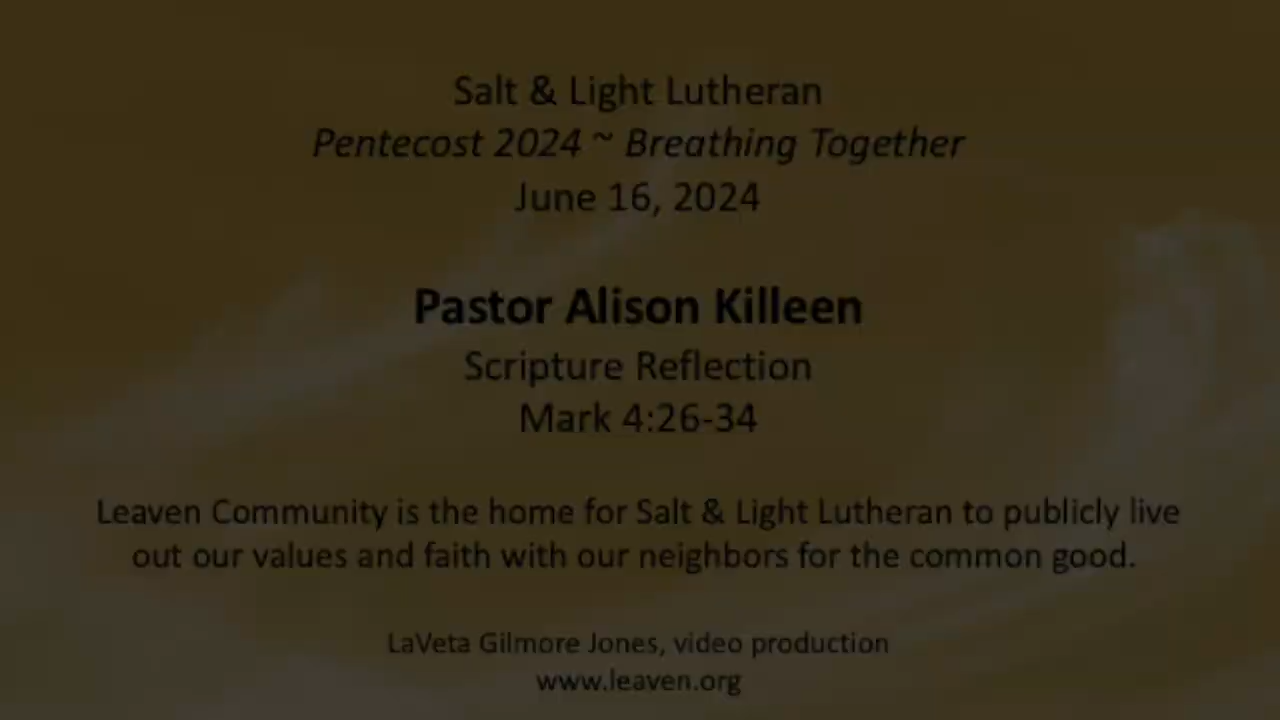 Salt & Light Lutheran
Pentecost 2024 ~ Breathing Together
June 16, 2024
Pastor Alison Killeen
Scripture Reflection
Mark 4:26-34
Leaven Community is the home for Salt & Light Lutheran to publicly live
out our values and faith with our neighbors for the common good.
LaVeta Gilmore Jones, video production
www.leaven.org